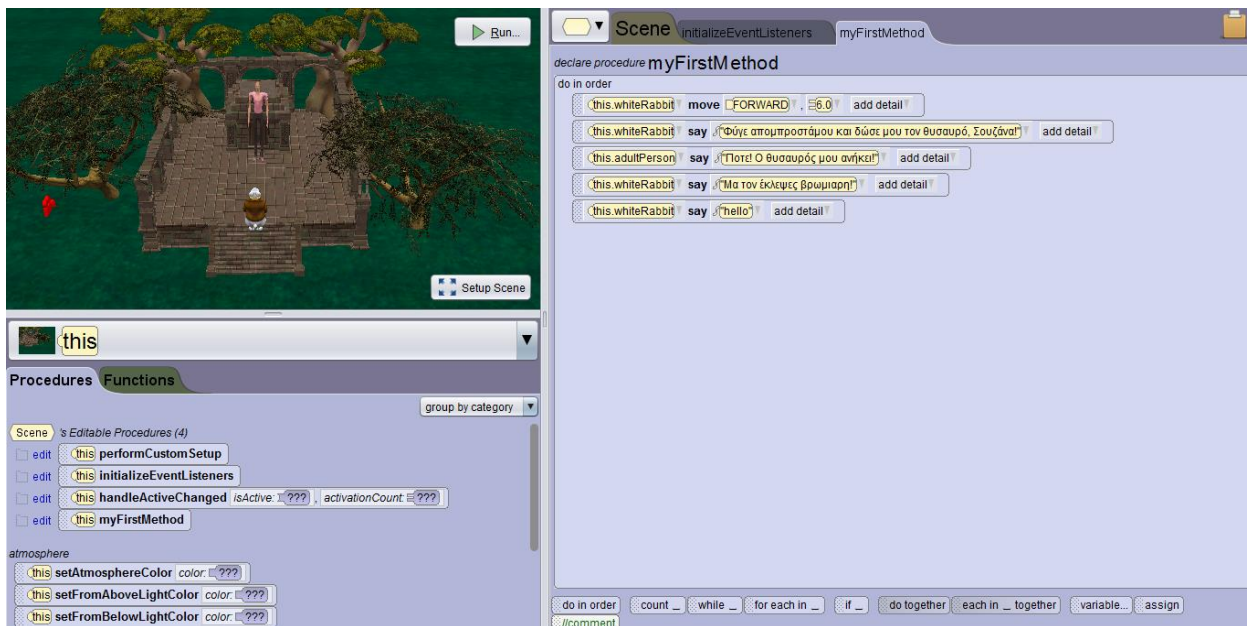 Run...
Setup Scene
this
Procedures Functions
group by category
Scene 's Editable Procedures (4)
edit this performCustomSetup
edit this initializeEventListeners
edit this handleActiveChanged isActive: ??? , activationCount: ???
edit this myFirstMethod
atmosphere
this setAtmosphereColor color: ???
this setFromAboveLightColor color: ???
this setFromBelowLightColor color: ???
Scene initializeEventListeners myFirstMethod
declare procedure myFirstMethod
do in order
this.whiteRabbit move FORWARD , 6.0 add detail
this.whiteRabbit say "Φύγε απομπροστάμου και δώσε μου τον θυσαυρό, Σουζάνα!" add detail
this.adultPerson say "Ποτε! Ο θυσαυρός μου ανήκει!" add detail
this.whiteRabbit say "Μα τον έκλεψες βρωμιαρη!" add detail
this.whiteRabbit say "hello" add detail
do in order count _ while _ for each in _ if _ do together each in _ together variable... assign
//comment